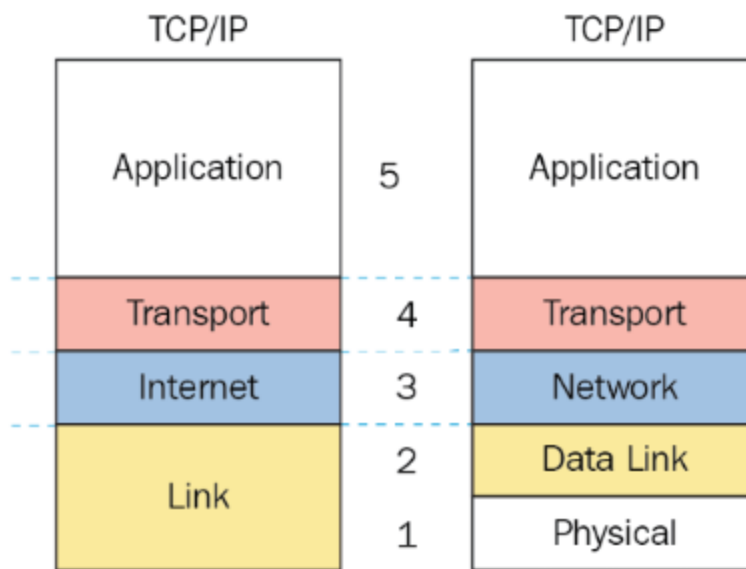 TCP/IP TCP/IP
Application 5 Application
Transport 4 Transport
Internet 3 Network
2 Data Link
Link
1 Physical